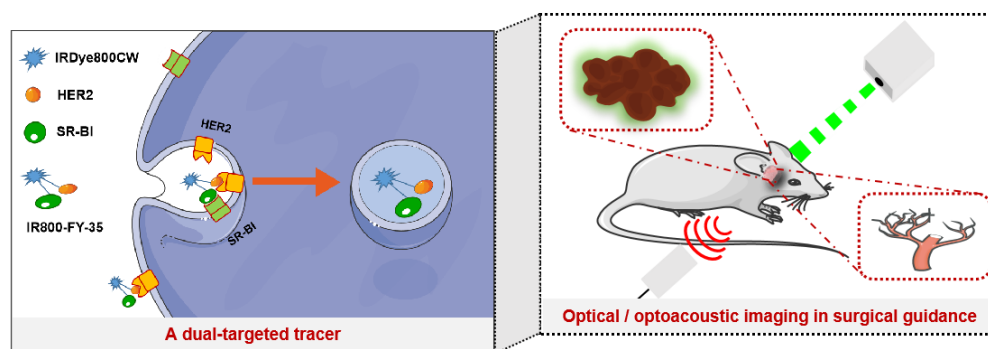 IRDye800CW
HER2
SR-BI
IR800-FY-35
HER2
SR-BI
A dual-targeted tracer
Optical / optoacoustic imaging in surgical guidance